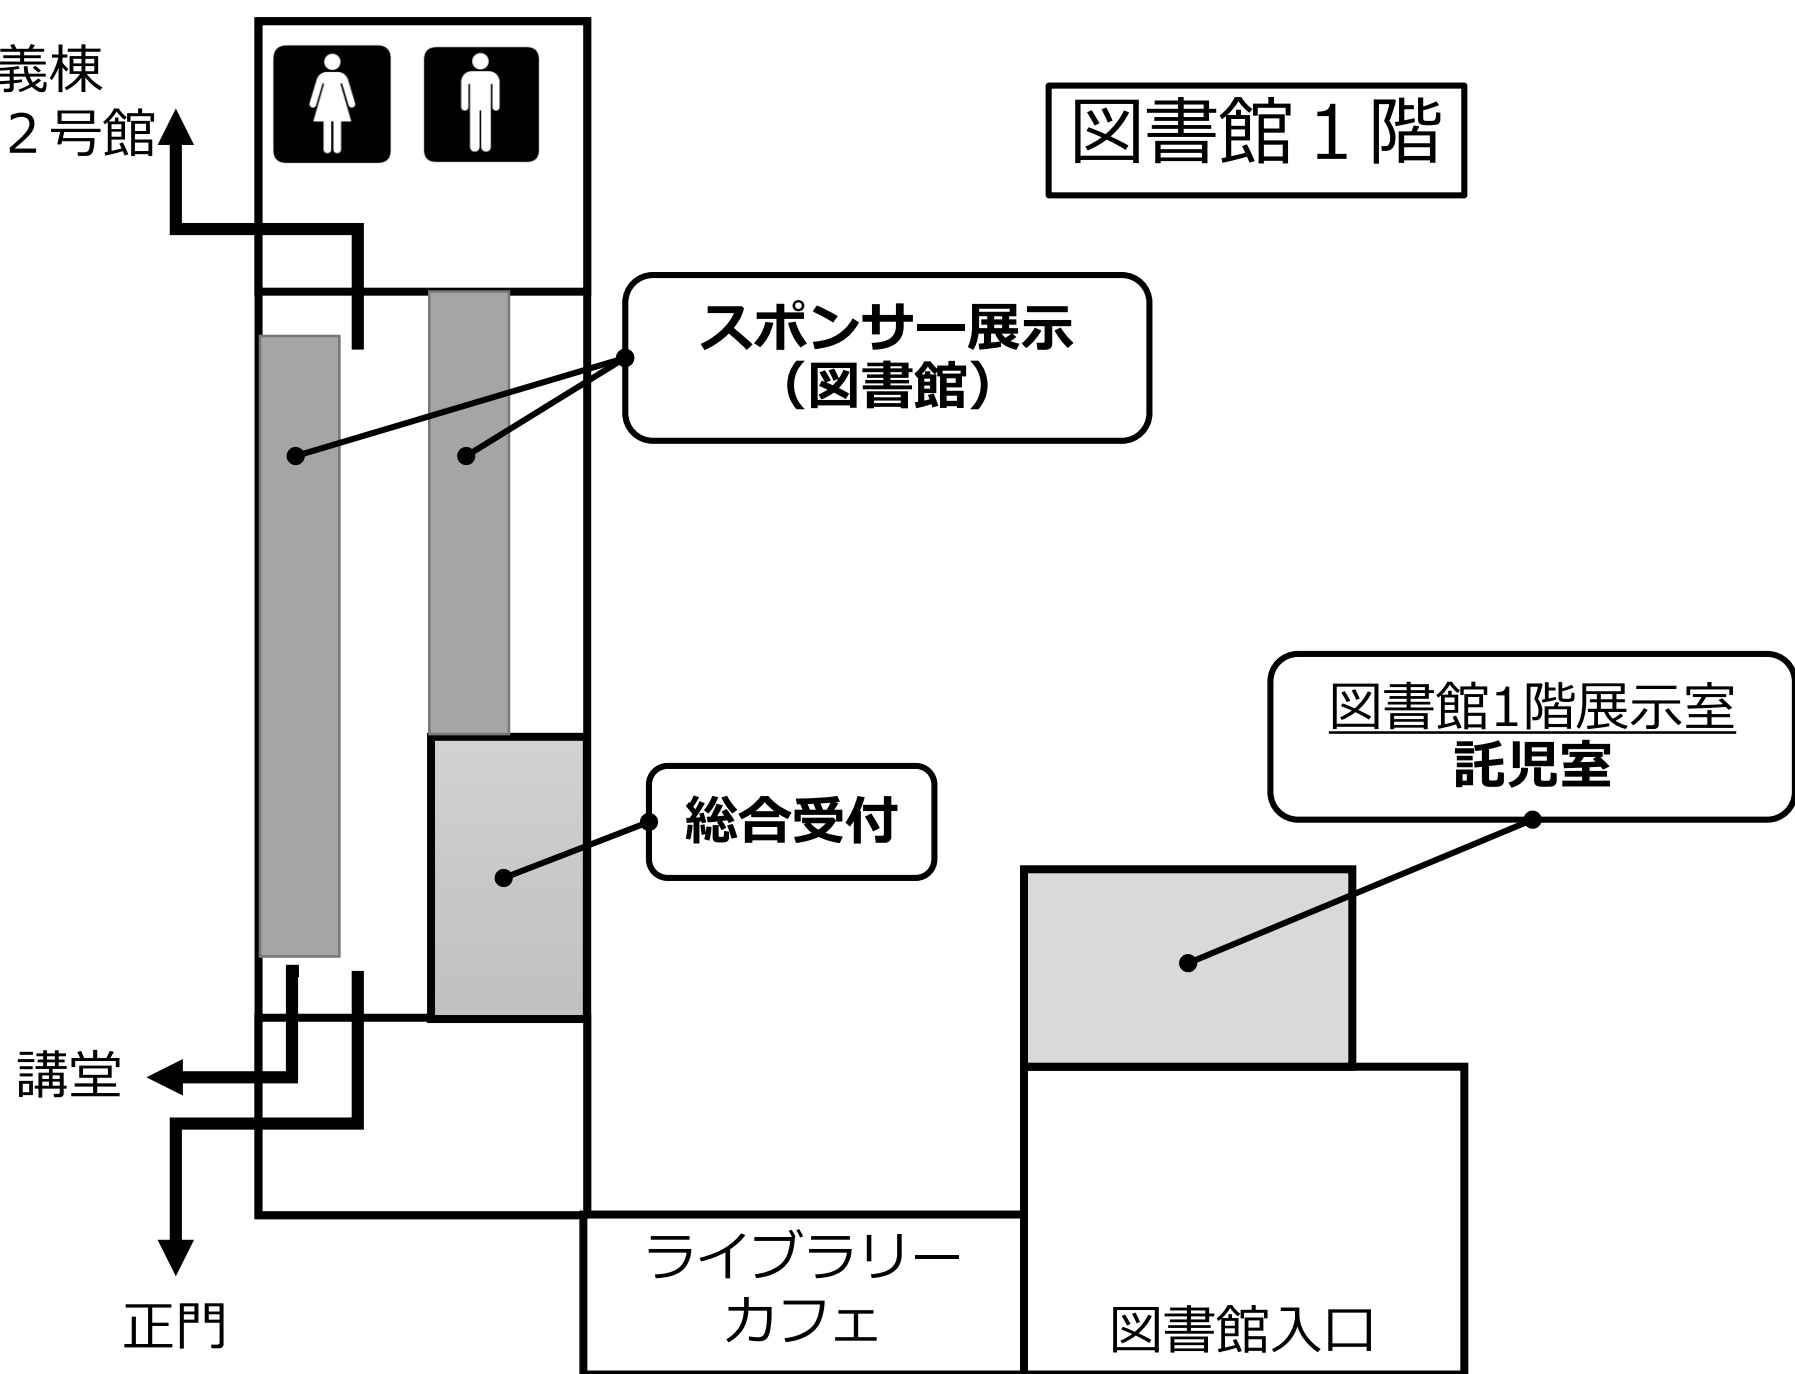 義棟
2号館
図書館1階
スポンサー展示
（図書館）
図書館1階展示室
託児室
総合受付
講堂
正門
ライブラリー
カフェ
図書館入口